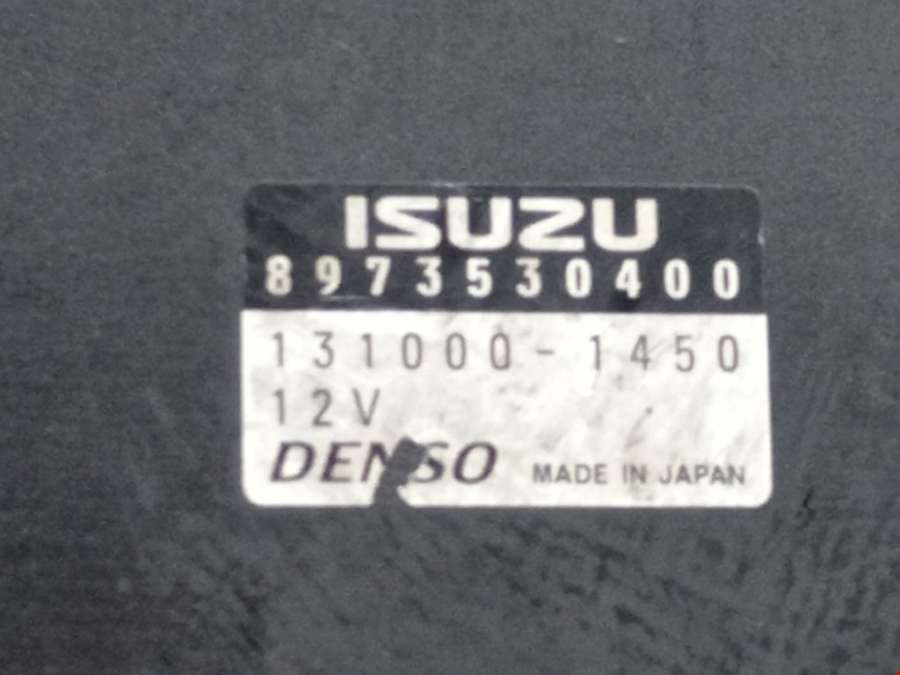 ISUZU
8973530400
131000-1450
12V
DENSO MADE IN JAPAN